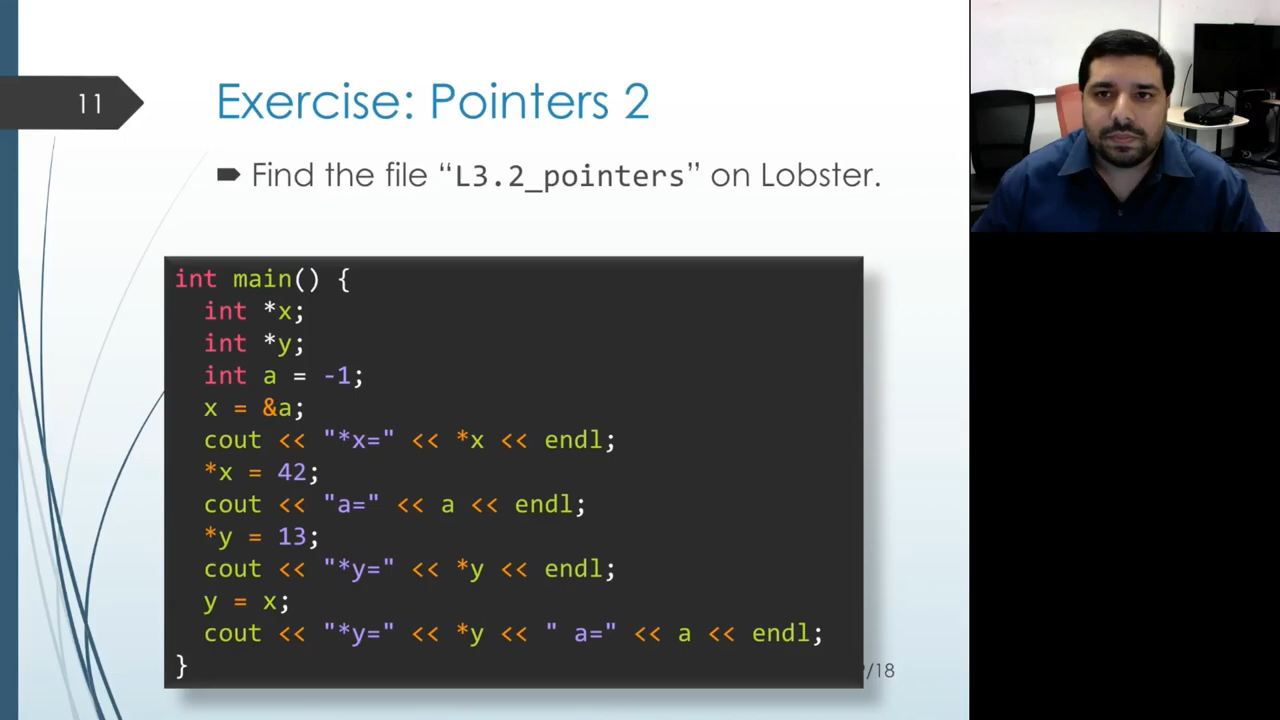 11
Exercise: Pointers 2
Find the file “L3.2_pointers” on Lobster.
int main() {
  int *x;
  int *y;
  int a = -1;
  x = &a;
  cout << "*x=" << *x << endl;
  *x = 42;
  cout << "a=" << a << endl;
  *y = 13;
  cout << "*y=" << *y << endl;
  y = x;
  cout << "*y=" << *y << " a=" << a << endl;
}
/18